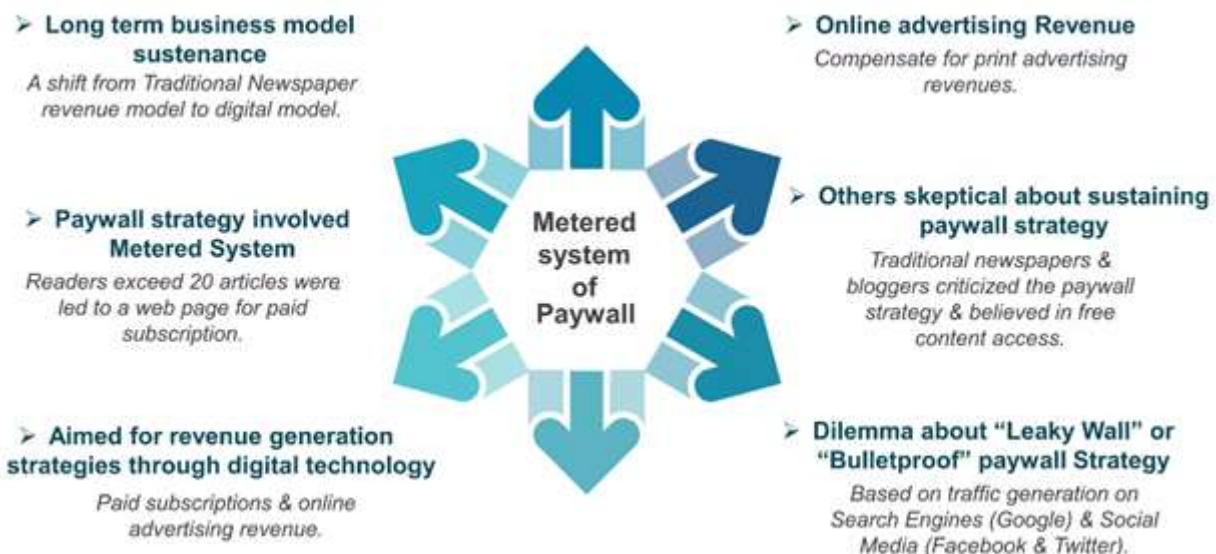 ➢ Long term business model
sustenance
A shift from Traditional Newspaper
revenue model to digital model.
➢ Paywall strategy involved
Metered System
Readers exceed 20 articles were
led to a web page for paid
subscription.
➢ Aimed for revenue generation
strategies through digital technology
Paid subscriptions & online
advertising revenue.
Metered
system
of
Paywall
➢ Online advertising Revenue
Compensate for print advertising
revenues.
➢ Others skeptical about sustaining
paywall strategy
Traditional newspapers &
bloggers criticized the paywall
strategy & believed in free
content access.
➢ Dilemma about “Leaky Wall” or
“Bulletproof” paywall Strategy
Based on traffic generation on
Search Engines (Google) & Social
Media (Facebook & Twitter).